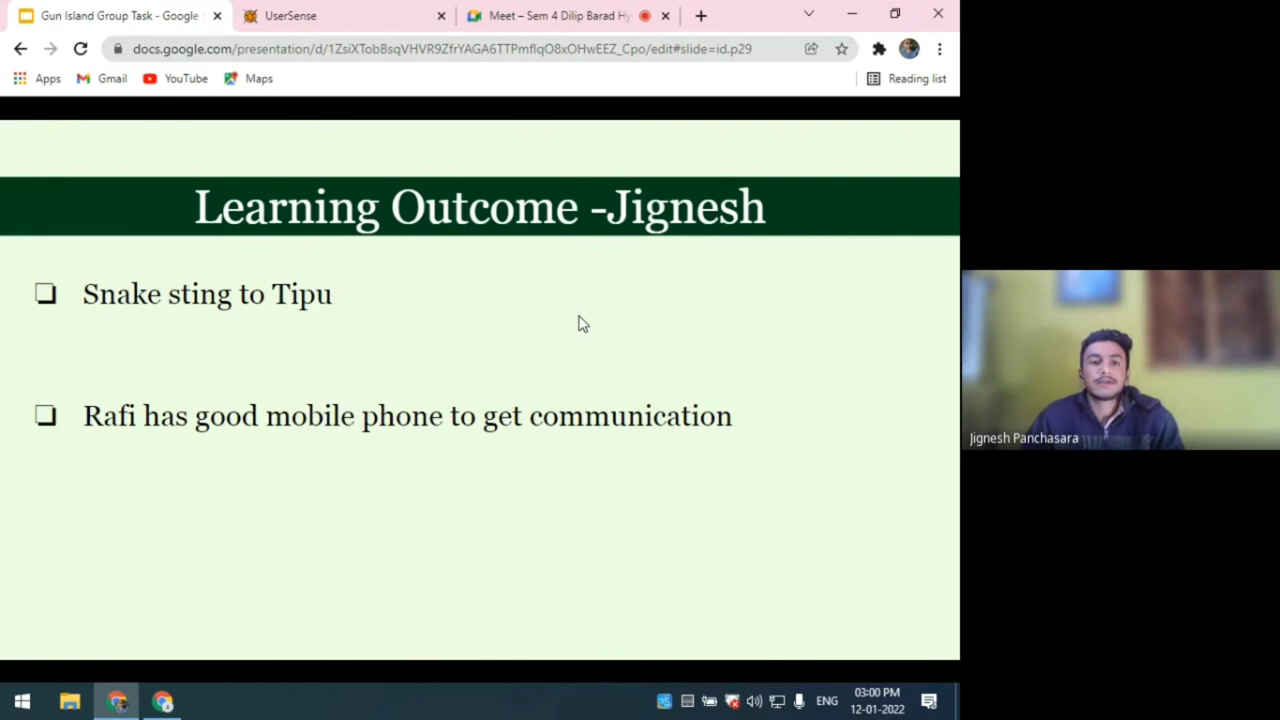 Gun Island Group Task - Google S
UserSense
Meet – Sem 4 Dilip Barad Hy
docs.google.com/presentation/d/1ZsiXTobBsqVHVR9ZfrYAGA6TTPmflqO8xOHwEEZ_Cpo/edit#slide=id.p29
Apps
Gmail
YouTube
Maps
Reading list
Learning Outcome -Jignesh
Snake sting to Tipu
Rafi has good mobile phone to get communication
Jignesh Panchasara
ENG
03:00 PM
12-01-2022